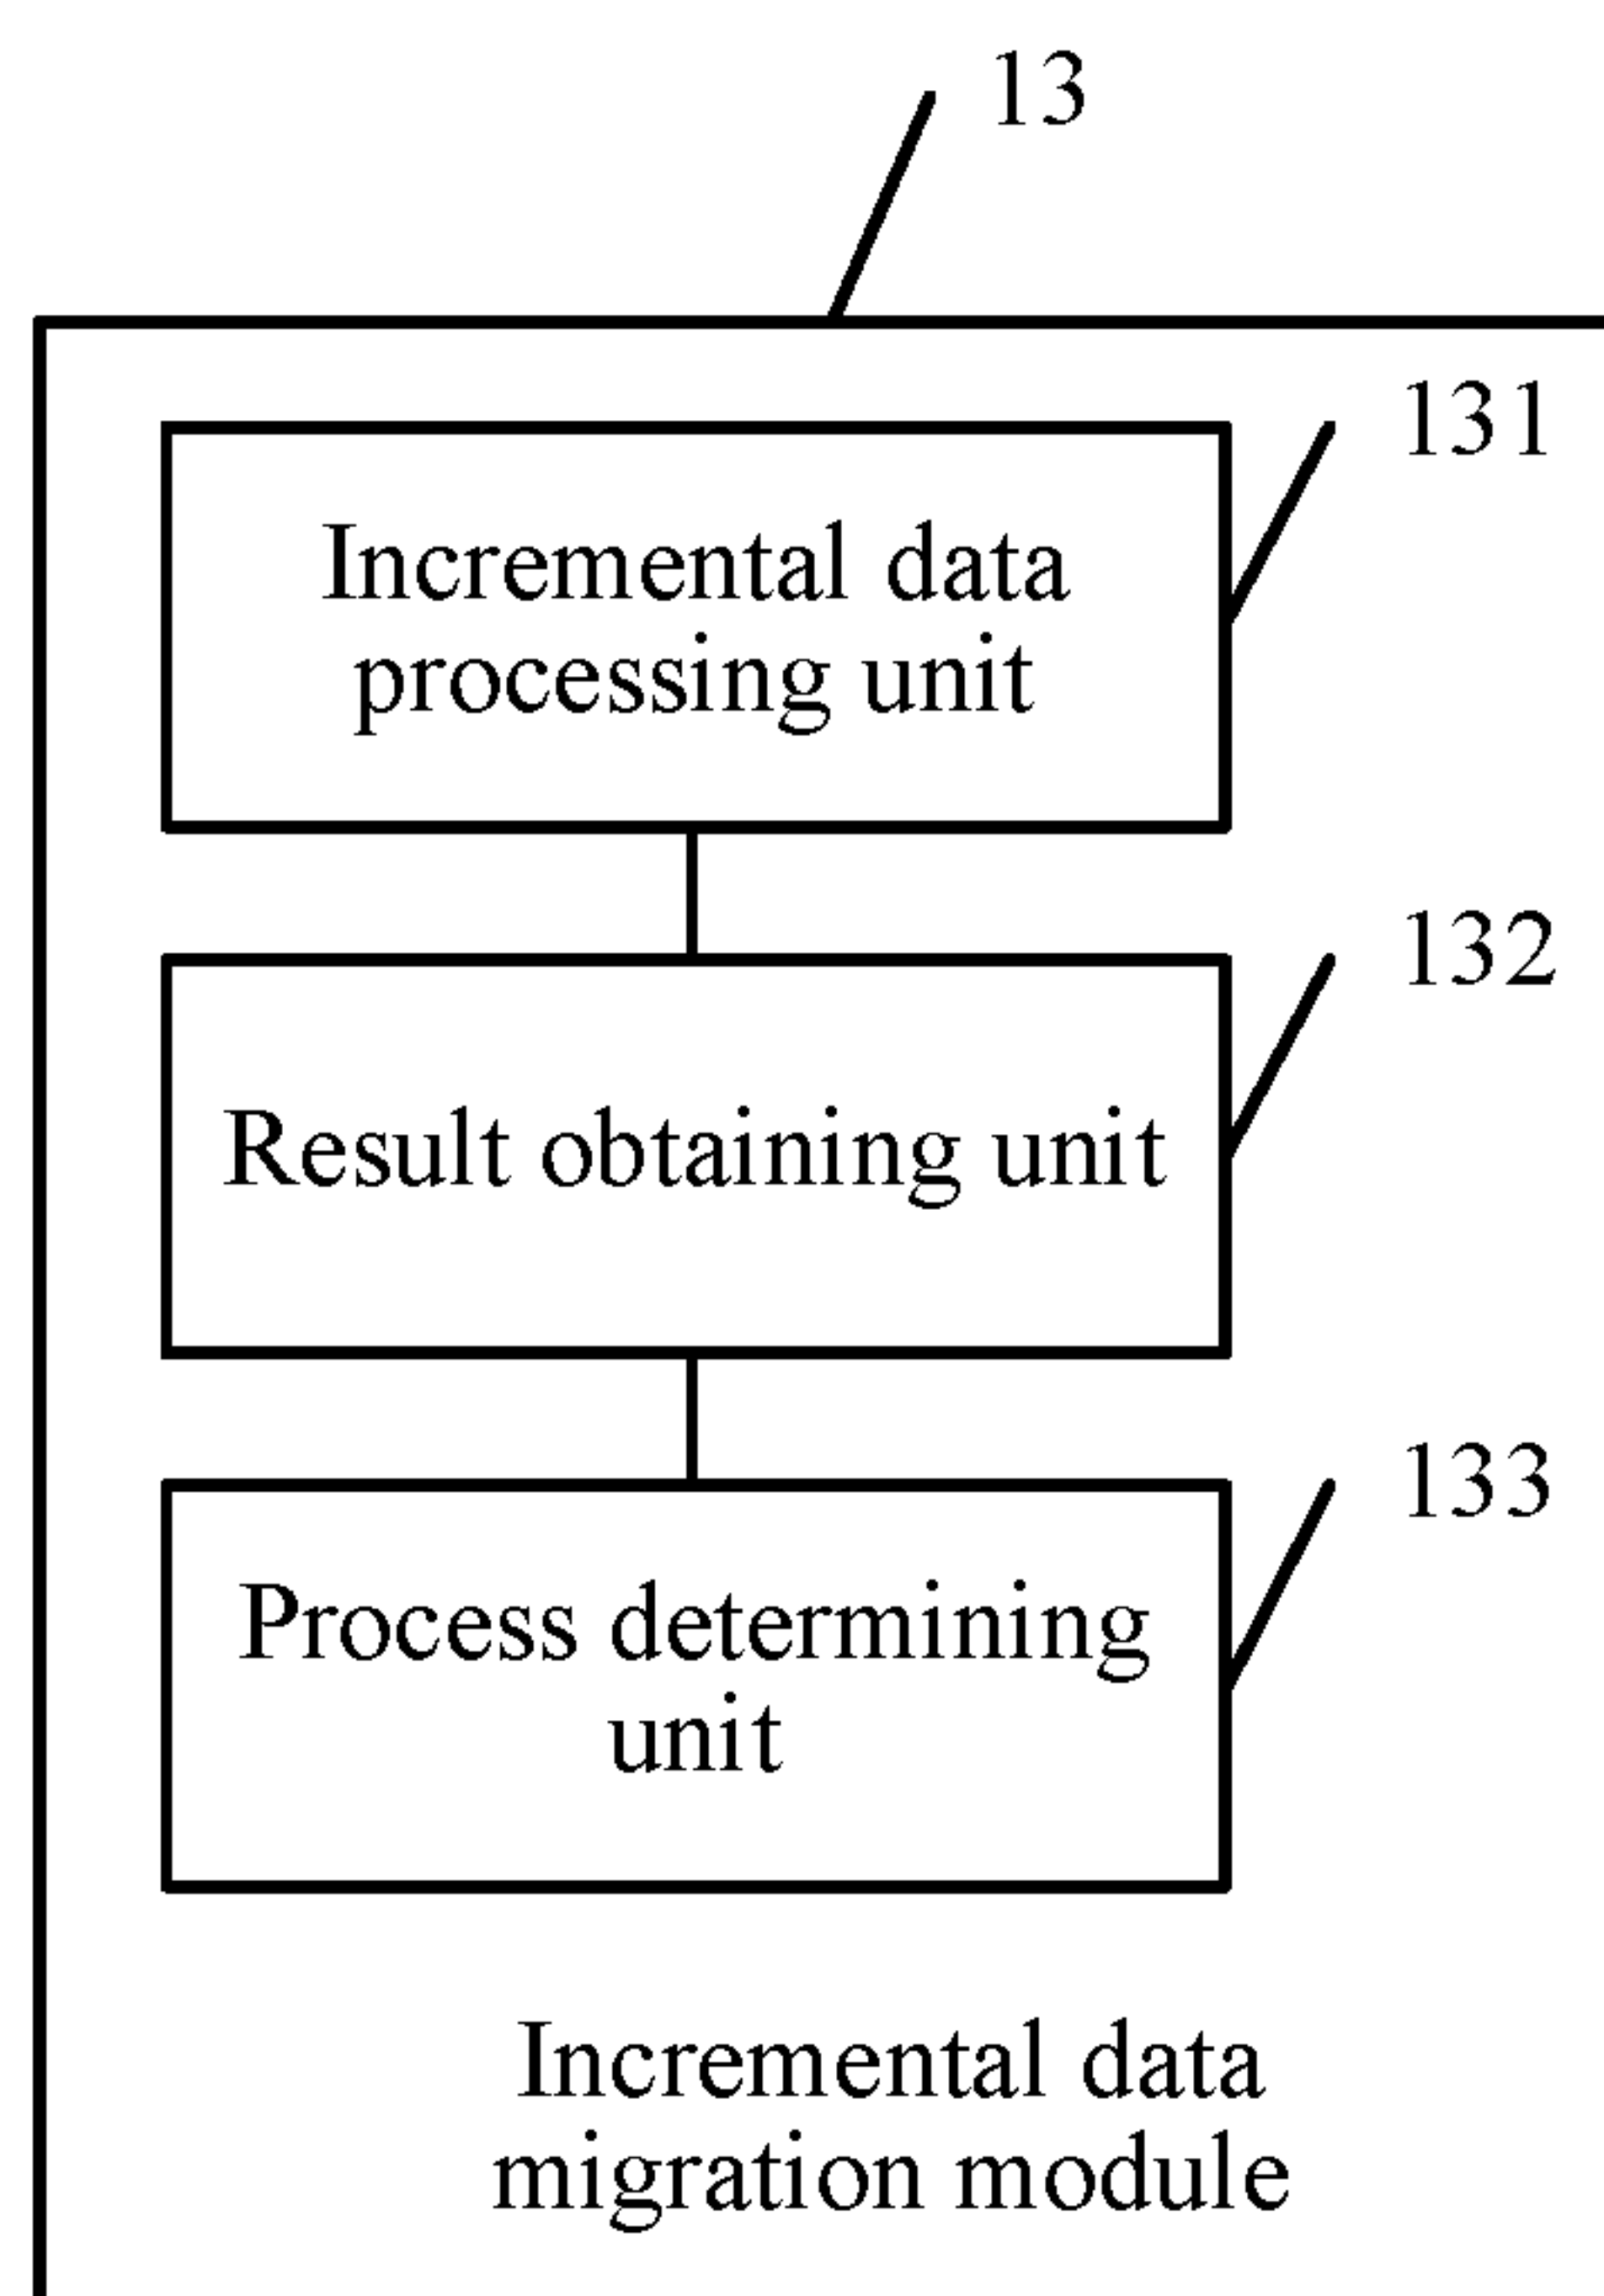 13
131
Incremental data
processing unit
132
Result obtaining unit
133
Process determining
unit
Incremental data
migration module